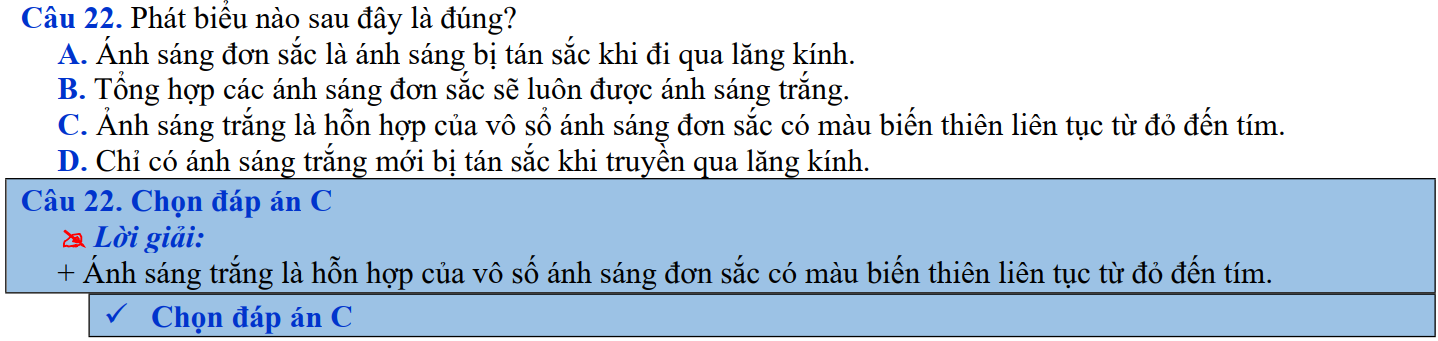 Câu 22. Phát biểu nào sau đây là đúng?
A. Ánh sáng đơn sắc là ánh sáng bị tán sắc khi đi qua lăng kính.
B. Tổng hợp các ánh sáng đơn sắc sẽ luôn được ánh sáng trắng.
C. Ảnh sáng trắng là hỗn hợp của vô số ánh sáng đơn sắc có màu biến thiên liên tục từ đỏ đến tím.
D. Chỉ có ánh sáng trắng mới bị tán sắc khi truyền qua lăng kính.
Câu 22. Chọn đáp án C
Lời giải:
+ Ánh sáng trắng là hỗn hợp của vô số ánh sáng đơn sắc có màu biến thiên liên tục từ đỏ đến tím.
✓ Chọn đáp án C